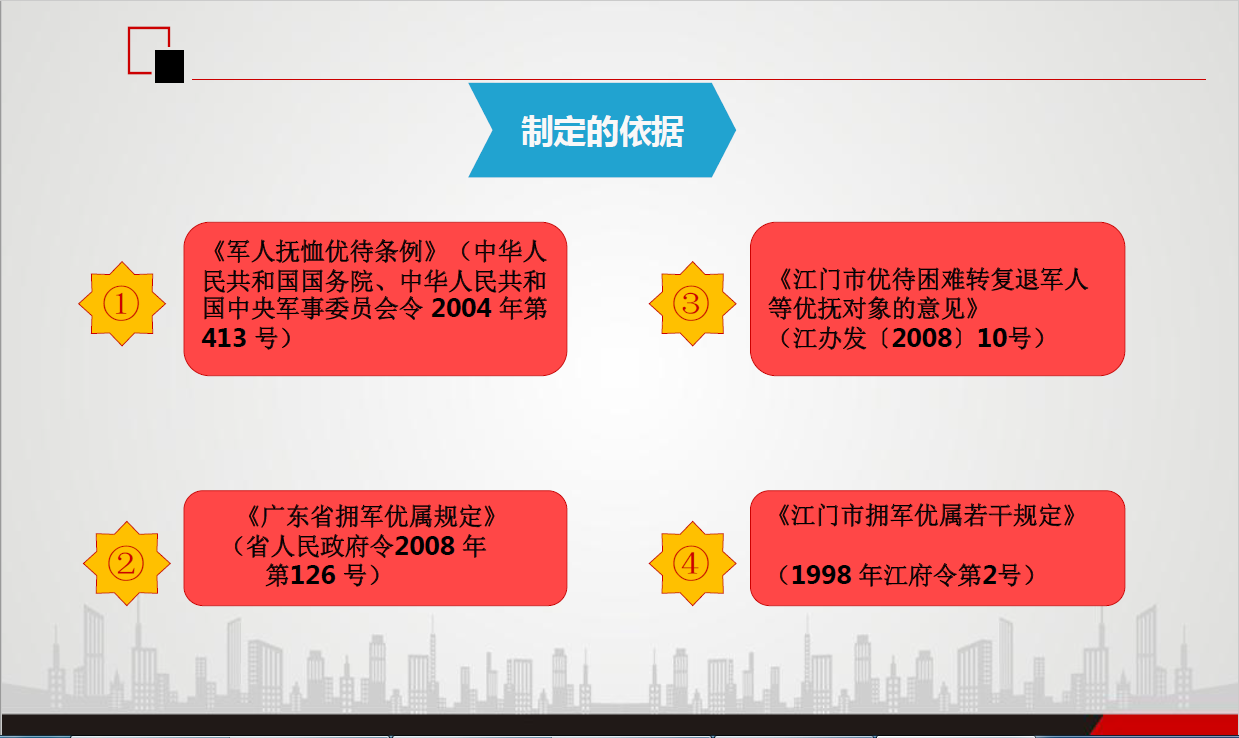 制定的依据
①
《军人抚恤优待条例》（中华人
民共和国国务院、中华人民共和
国中央军事委员会令 2004 年第
413 号）
②
《广东省拥军优属规定》
（省人民政府令2008 年
第126 号）
③
《江门市优待困难转复退军人
等优抚对象的意见》
（江办发〔2008〕10号）
④
《江门市拥军优属若干规定》
（1998 年江府令第2号）